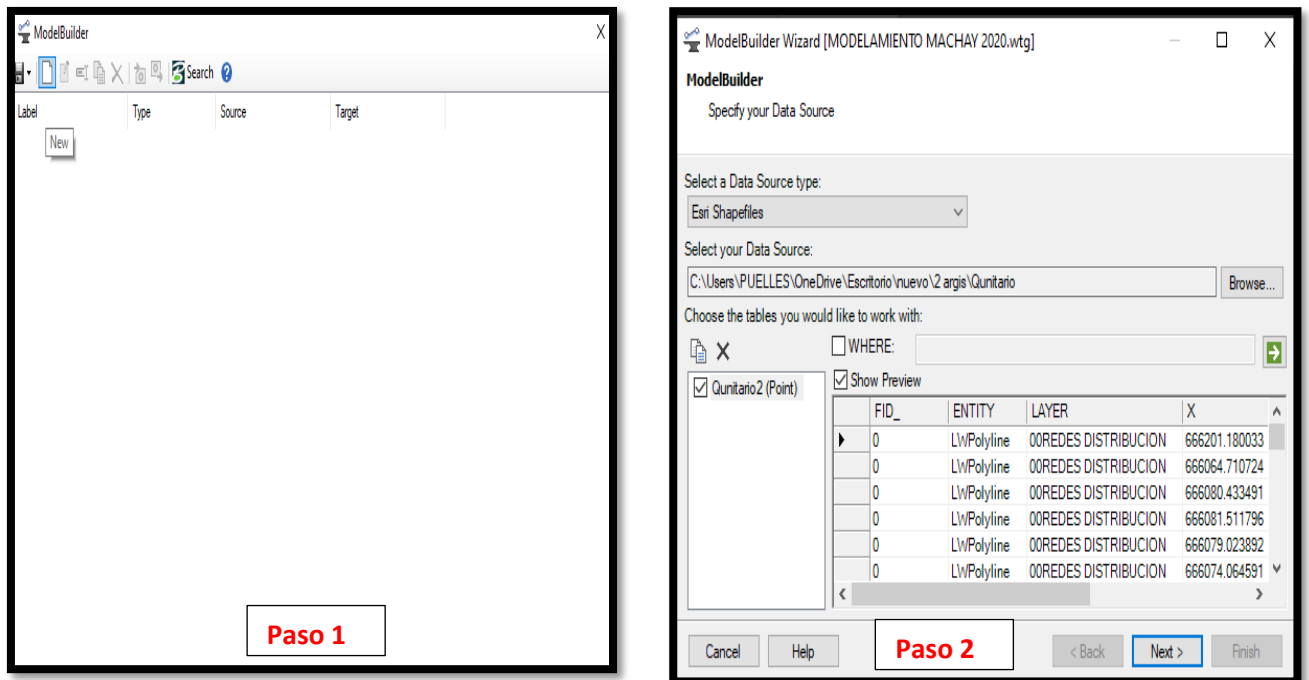 ModelBuilder
Search
Label Type Source Target
New
Paso 1
ModelBuilder Wizard [MODELAMIENTO MACHAY 2020.wtg]
ModelBuilder
Specify your Data Source
Select a Data Source type:
Esri Shapefiles
Select your Data Source:
C:\Users\PUELLES\OneDrive\Escritorio\nuevo\2 argis\Qunitario
Browse...
Choose the tables you would like to work with:
WHERE:
Qunitario2 (Point)
Show Preview
FID_ ENTITY LAYER X
0 LWPolyline 00REDES DISTRIBUCION 666201.180033
0 LWPolyline 00REDES DISTRIBUCION 666064.710724
0 LWPolyline 00REDES DISTRIBUCION 666080.433491
0 LWPolyline 00REDES DISTRIBUCION 666081.511796
0 LWPolyline 00REDES DISTRIBUCION 666079.023892
0 LWPolyline 00REDES DISTRIBUCION 666074.064591
Cancel Help Paso 2 < Back Next > Finish